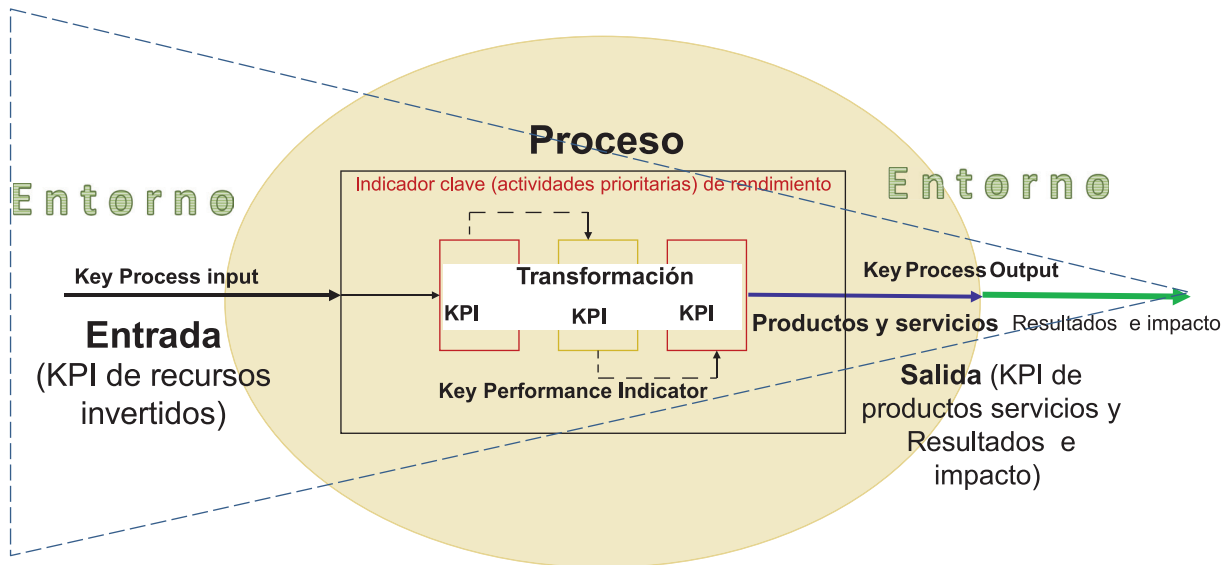 Proceso
Indicador clave (actividades prioritarias) de rendimiento
Entorno
Entorno
Key Process input
Entrada
(KPI de recursos
invertidos)
Transformación
KPI
KPI
KPI
Key Performance Indicator
Key Process Output
Productos y servicios
Resultados e impacto
Salida (KPI de
productos servicios y
Resultados e
impacto)